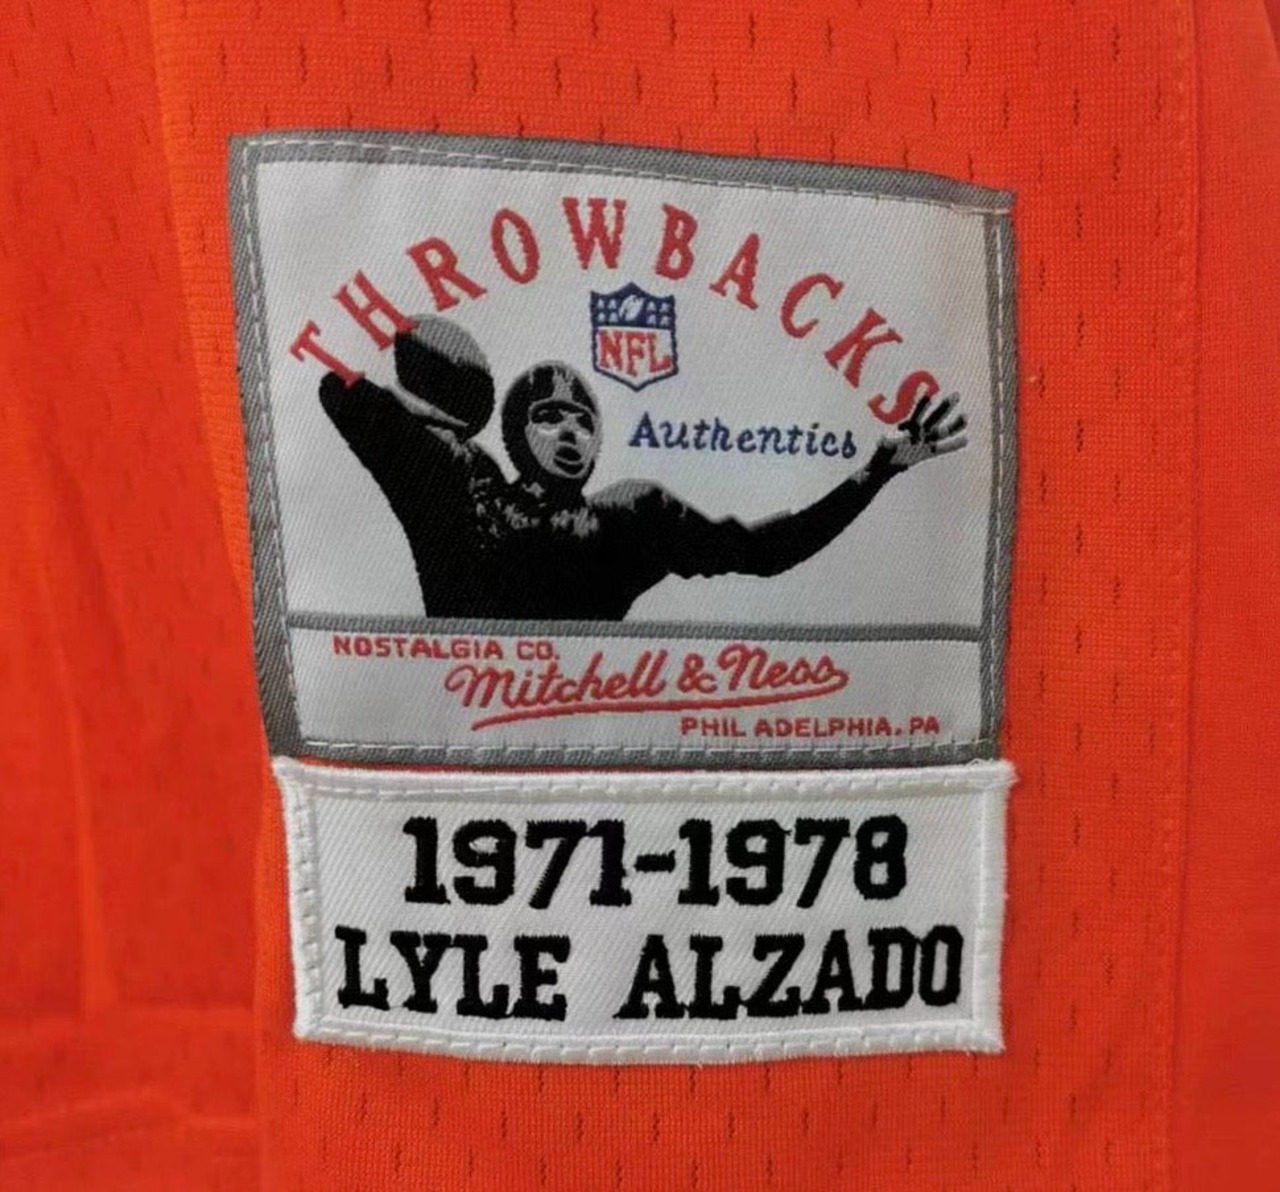 THROWBACKS
NFL
Authentics
NOSTALGIA CO.
Mitchell & Ness
PHILADELPHIA, PA
1971-1978
LYLE ALZADO